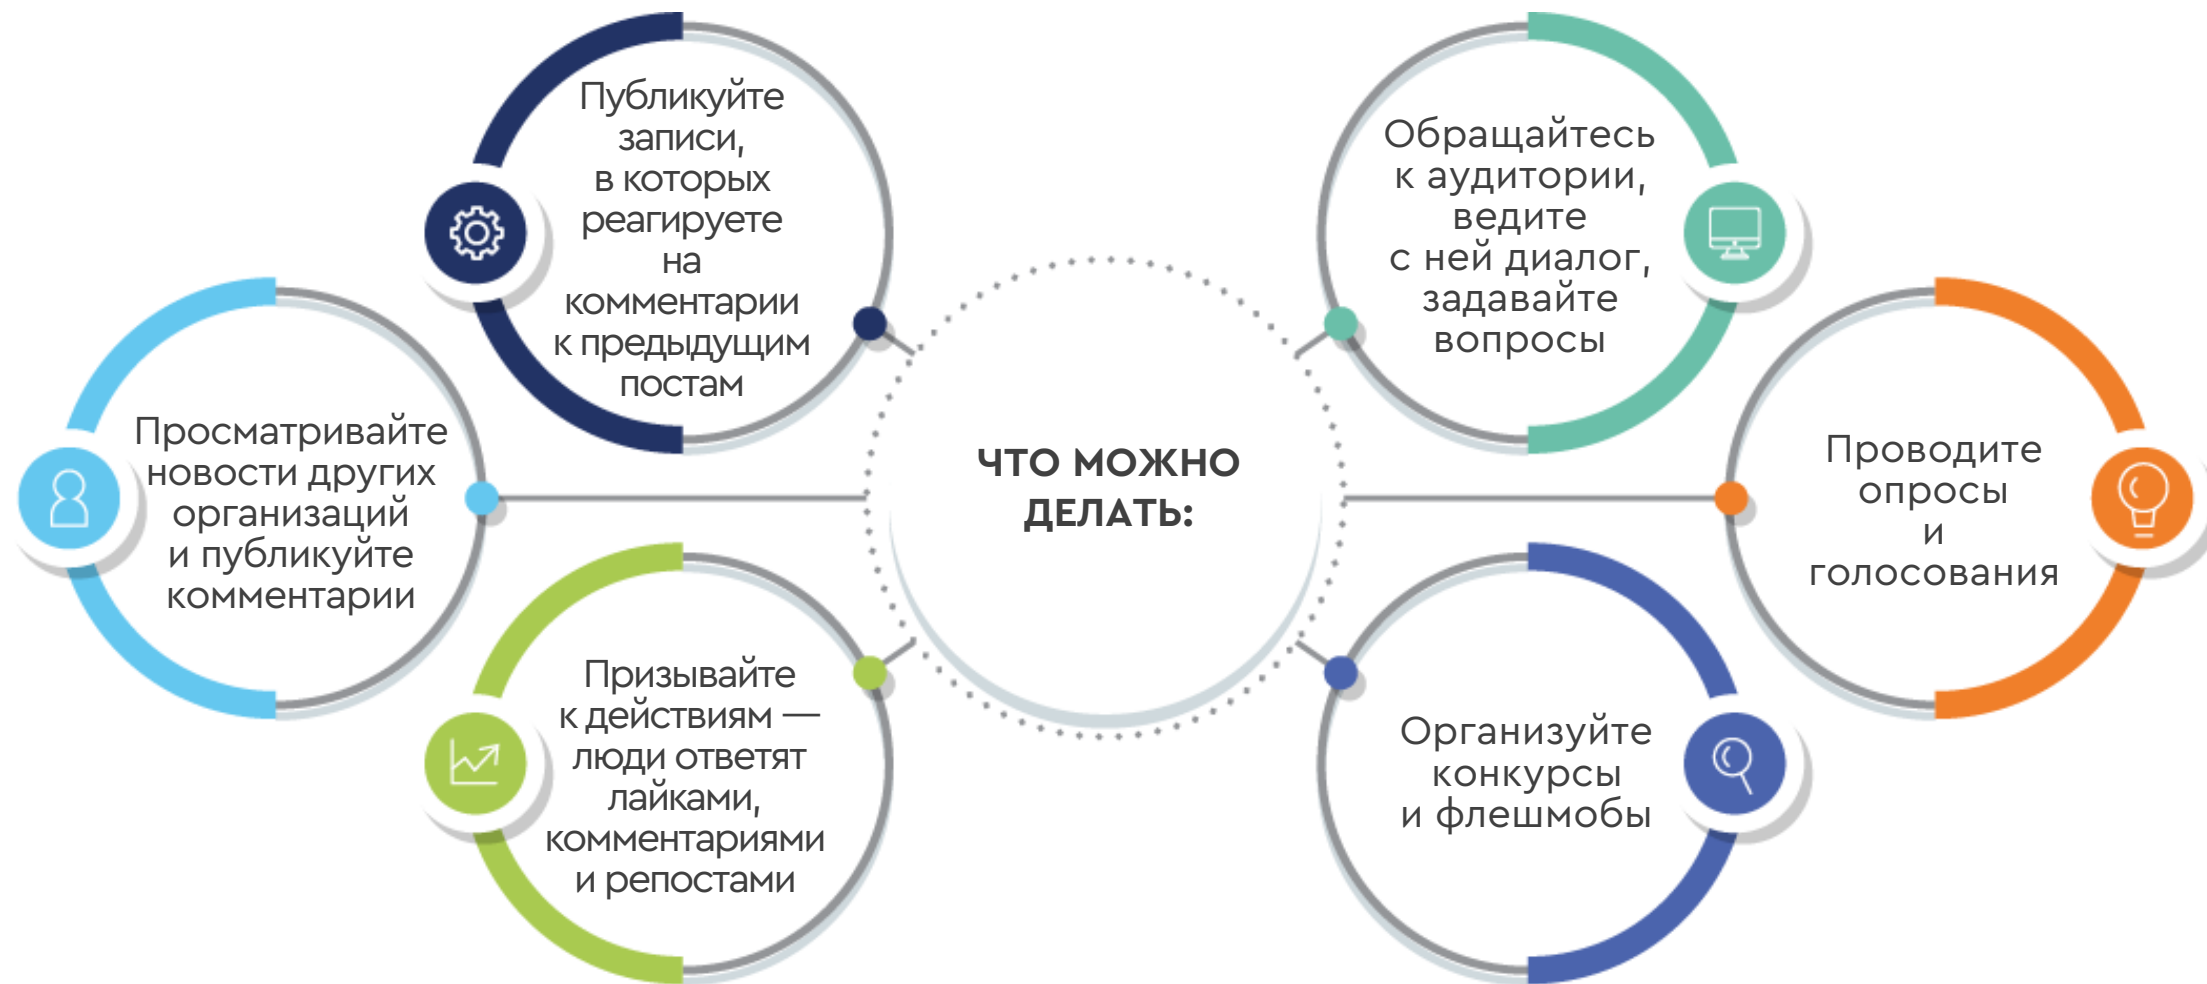 Публикуйте
записи,
в которых
реагируете
на
комментарии
к предыдущим
постам
Обращайтесь
к аудитории,
ведите
с ней диалог,
задавайте
вопросы
Просматривайте
новости других
организаций
и публикуйте
комментарии
ЧТО МОЖНО
ДЕЛАТЬ:
Проводите
опросы
и
голосования
Призывайте
к действиям —
люди ответят
лайками,
комментариями
и репостами
Организуйте
конкурсы
и флешмобы